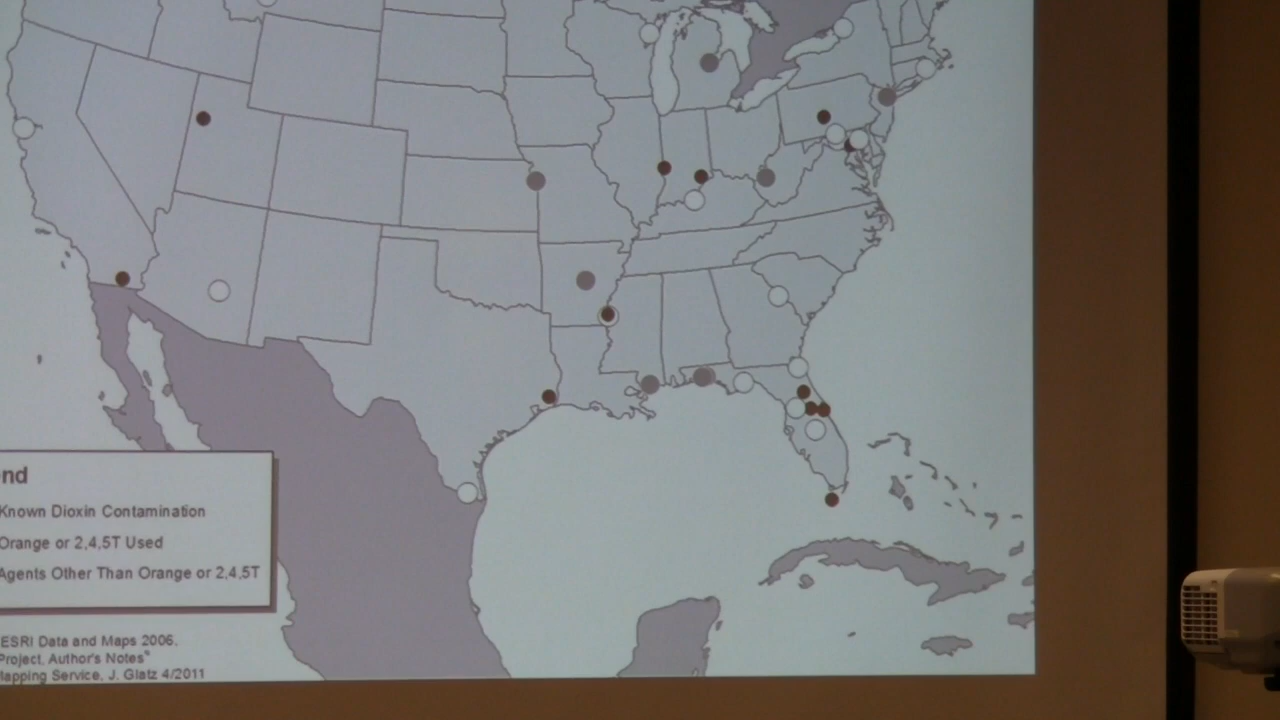 nd
Known Dioxin Contamination
Orange or 2,4,5T Used
Agents Other Than Orange or 2,4,5T
ESRI Data and Maps 2006.
Project, Author's Notes
apping Service, J. Glatz 4/2011